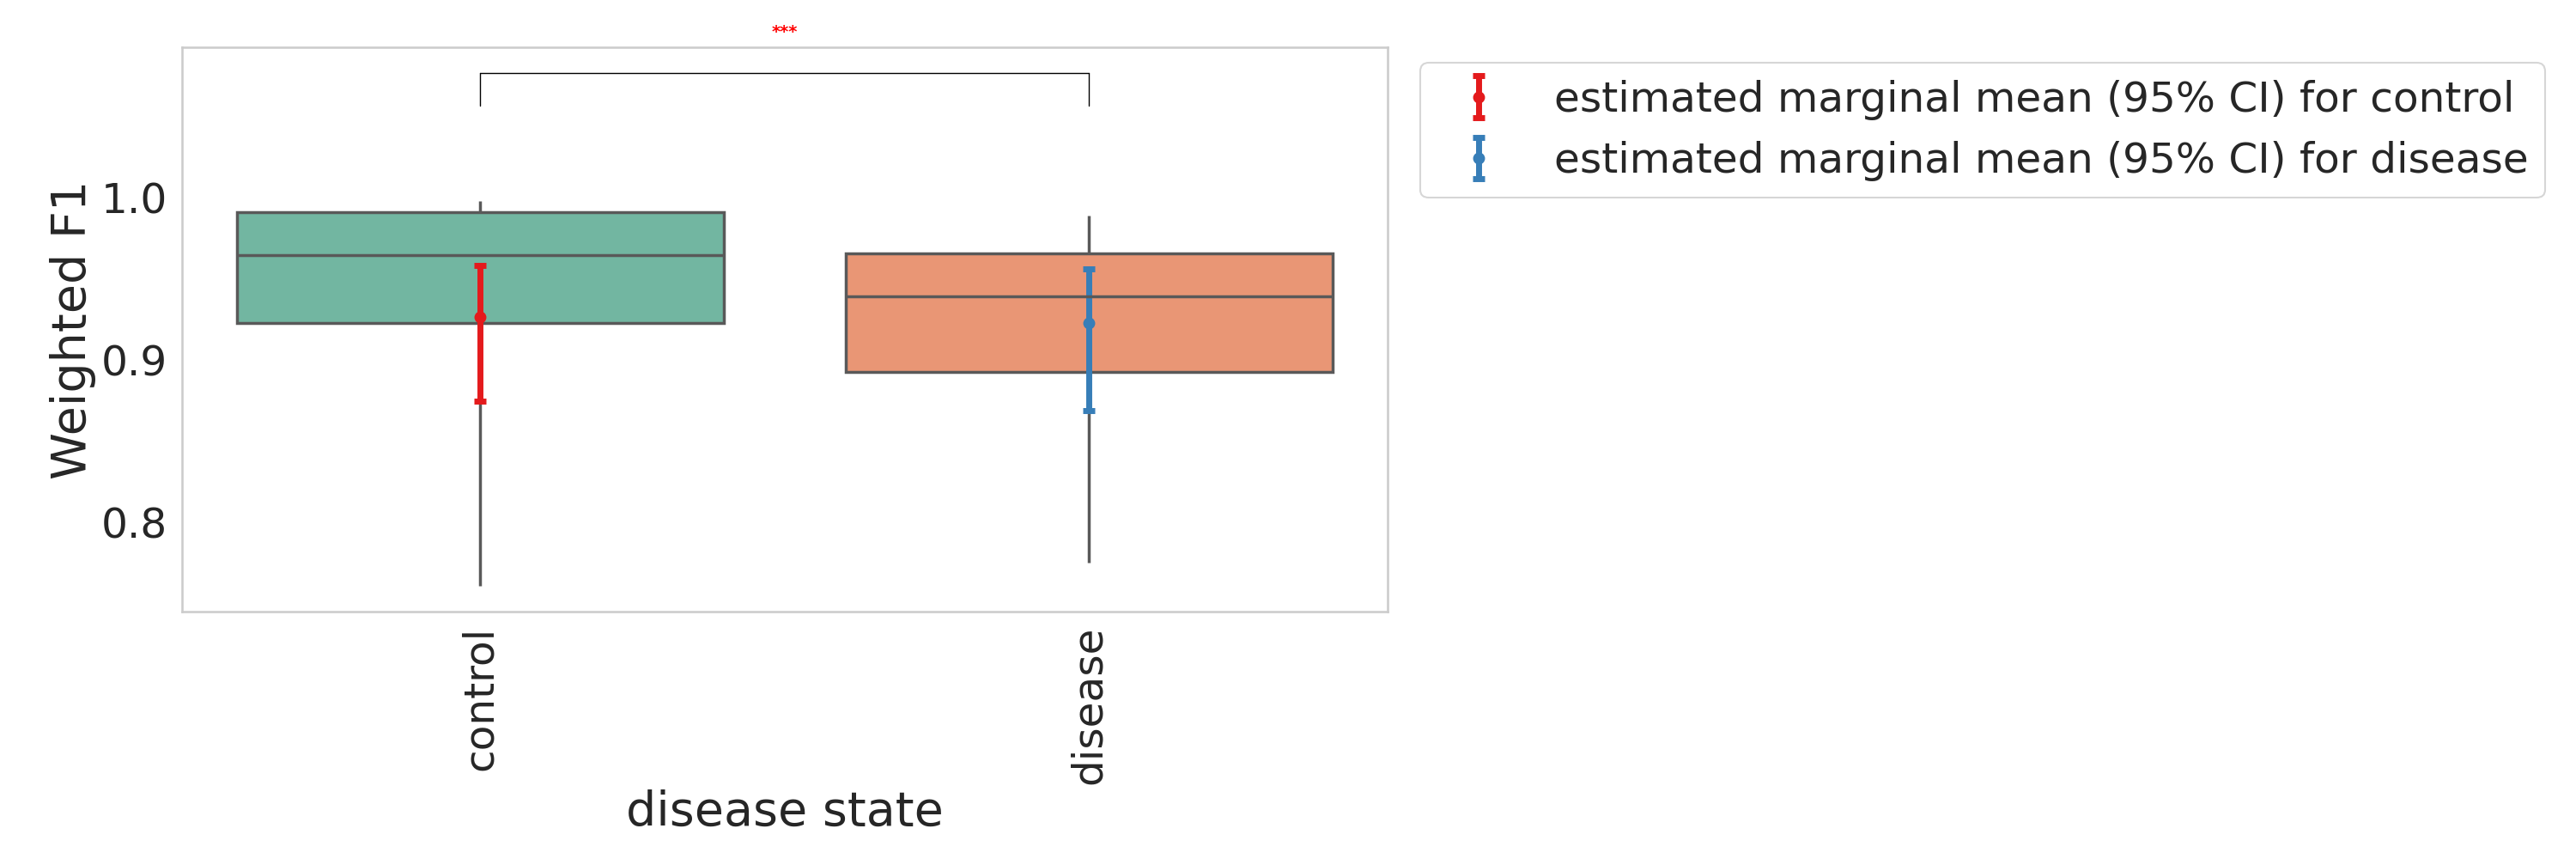 ***
estimated marginal mean (95% CI) for control
estimated marginal mean (95% CI) for disease
Weighted F1
1.0
0.9
0.8
control
disease
disease state